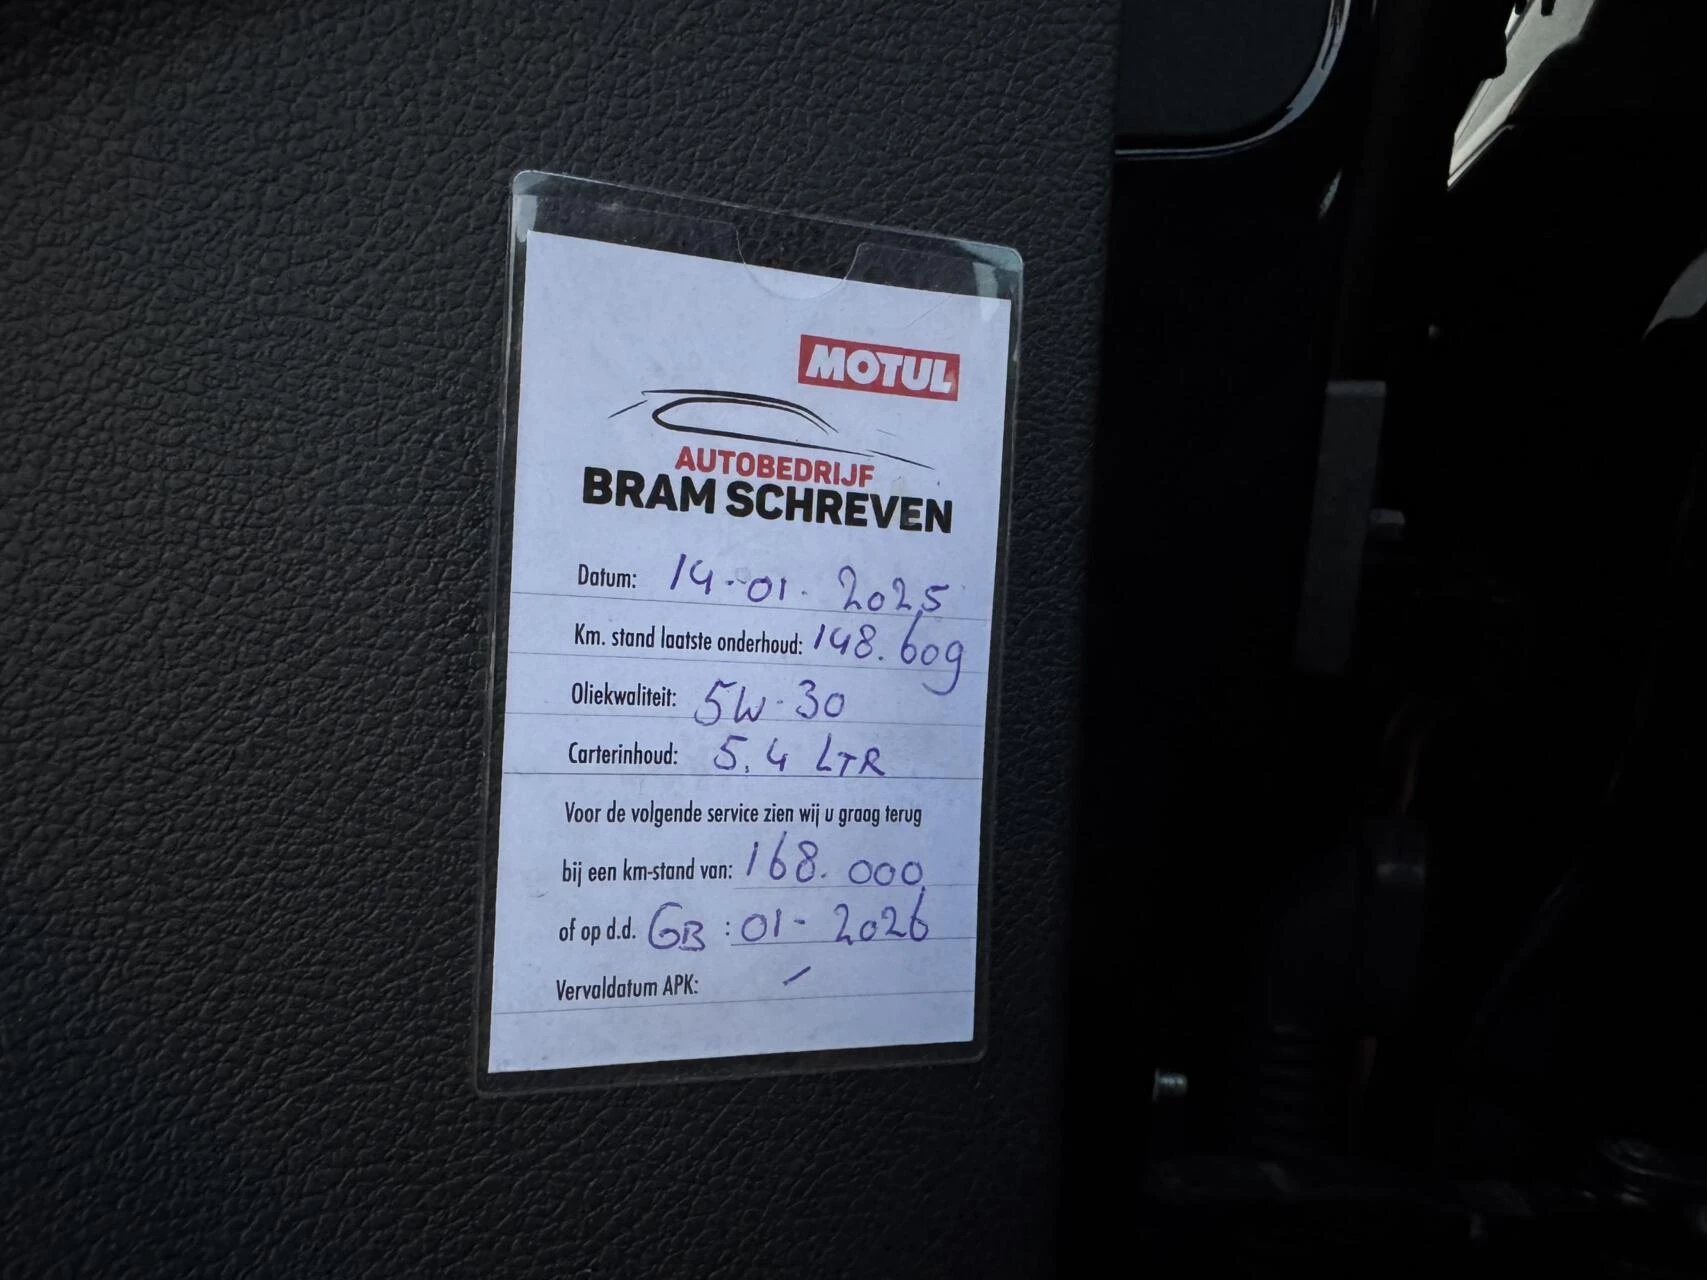 MOTUL
AUTOBEDRIJF
BRAM SCHREVEN
Datum: 14-01-2025
Km. stand laatste onderhoud: 148.609
Oliekwaliteit: 5W-30
Carterinhoud: 5.4 LTR
Voor de volgende service zien wij u graag terug
bij een km-stand van: 168.000
of op d.d. GB: 01-2026
Vervaldatum APK: /